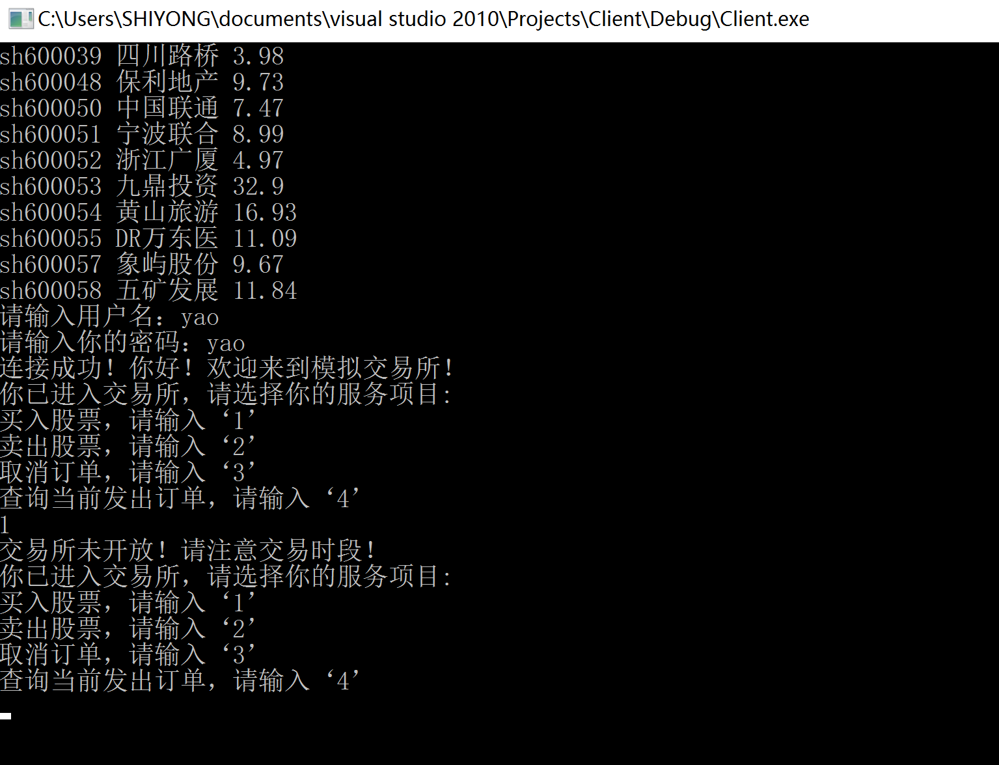 C:\Users\SHIYONG\documents\visual studio 2010\Projects\Client\Debug\Client.exe
sh600039 四川路桥 3.98
sh600048 保利地产 9.73
sh600050 中国联通 7.47
sh600051 宁波联合 8.99
sh600052 浙江广厦 4.97
sh600053 九鼎投资 32.9
sh600054 黄山旅游 16.93
sh600055 DR万东医 11.09
sh600057 象屿股份 9.67
sh600058 五矿发展 11.84
请输入用户名：yao
请输入你的密码：yao
连接成功！你好！欢迎来到模拟交易所！
你已进入交易所，请选择你的服务项目:
买入股票，请输入‘1’
卖出股票，请输入‘2’
取消订单，请输入‘3’
查询当前发出订单，请输入‘4’
1
交易所未开放！请注意交易时段！
你已进入交易所，请选择你的服务项目:
买入股票，请输入‘1’
卖出股票，请输入‘2’
取消订单，请输入‘3’
查询当前发出订单，请输入‘4’